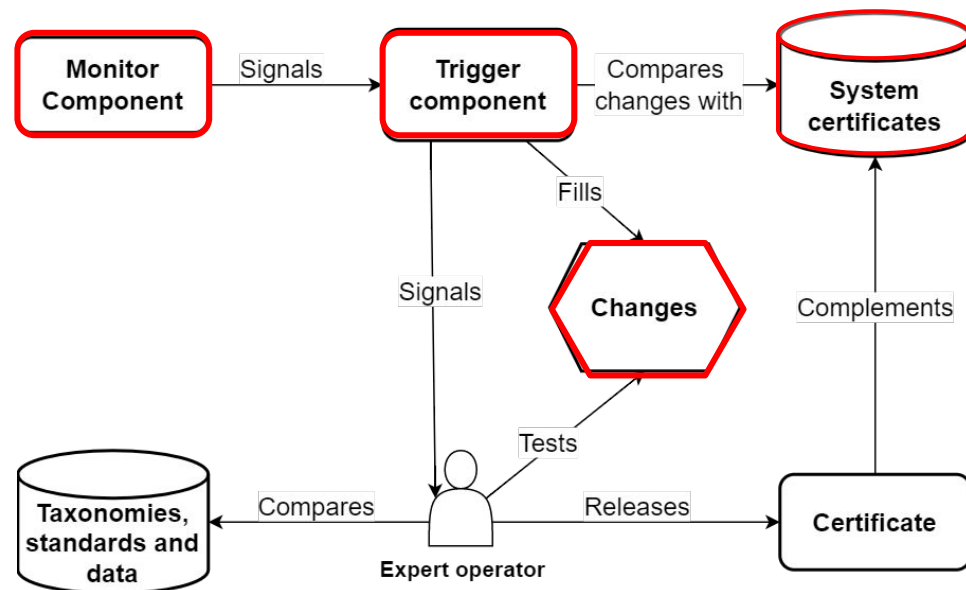 Monitor
Component
Signals
Trigger
component
Compares
changes with
System
certificates
Fills
Signals
Changes
Complements
Tests
Taxonomies,
standards and
data
Compares
Expert operator
Releases
Certificate